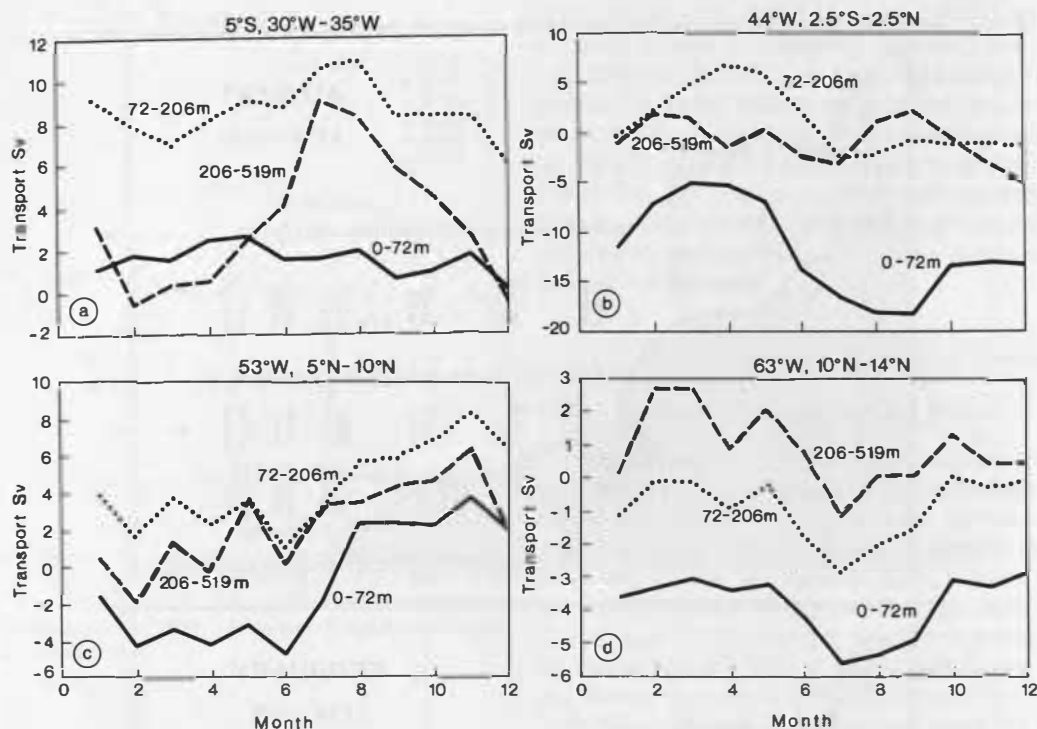 5°S, 30°W-35°W
12
10
8
6
4
2
0
-2
Transport Sv
72-206m
206-519m
0-72m
a
44°W, 2.5°S-2.5°N
10
5
0
-5
-10
-15
-20
Transport Sv
72-206m
206-519m
0-72m
b
53°W, 5°N-10°N
10
8
6
4
2
0
-2
-4
-6
Transport Sv
72-206m
206-519m
0-72m
c
0 2 4 6 8 10 12
Month
63°W, 10°N-14°N
3
2
1
0
-1
-2
-3
-4
-5
-6
Transport Sv
206-519m
72-206m
0-72m
d
0 2 4 6 8 10 12
Month